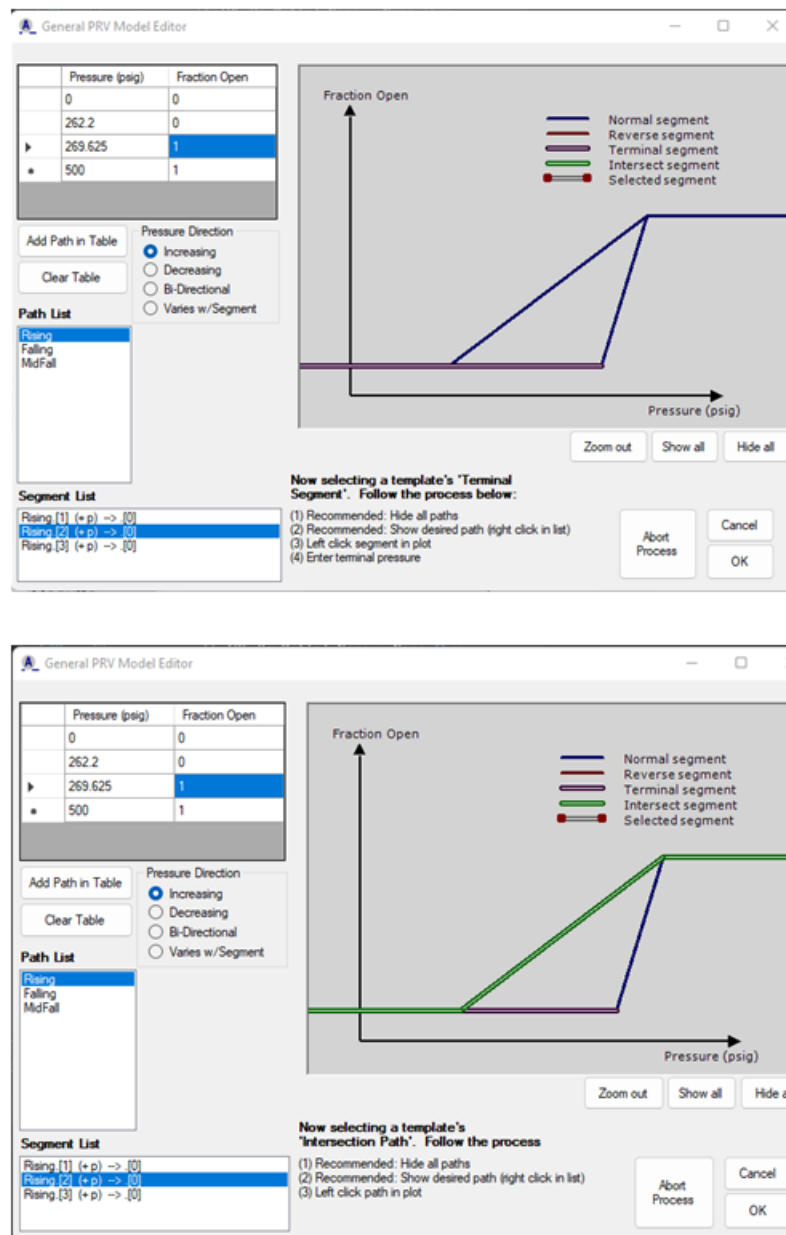 General PRV Model Editor
Pressure (psig) Fraction Open
0 0
262.2 0
269.625 1
500 1
Add Path in Table
Clear Table
Pressure Direction
Increasing
Decreasing
Bi-Directional
Varies w/Segment
Path List
Rising
Falling
MidFall
Segment List
Rising.[1] (+ p) --> .[0]
Rising.[2] (+ p) --> .[0]
Rising.[3] (+ p) --> .[0]
Fraction Open
Normal segment
Reverse segment
Terminal segment
Intersect segment
Selected segment
Pressure (psig)
Zoom out Show all Hide all
Now selecting a template's 'Terminal
Segment'. Follow the process below:
(1) Recommended: Hide all paths
(2) Recommended: Show desired path (right click in list)
(3) Left click segment in plot
(4) Enter terminal pressure
Abort
Process
Cancel
OK
General PRV Model Editor
Pressure (psig) Fraction Open
0 0
262.2 0
269.625 1
500 1
Add Path in Table
Clear Table
Pressure Direction
Increasing
Decreasing
Bi-Directional
Varies w/Segment
Path List
Rising
Falling
MidFall
Segment List
Rising.[1] (+ p) --> .[0]
Rising.[2] (+ p) --> .[0]
Rising.[3] (+ p) --> .[0]
Fraction Open
Normal segment
Reverse segment
Terminal segment
Intersect segment
Selected segment
Pressure (psig)
Zoom out Show all Hide a
Now selecting a template's
'Intersection Path'. Follow the process
(1) Recommended: Hide all paths
(2) Recommended: Show desired path (right click in list)
(3) Left click path in plot
Abort
Process
Cancel
OK